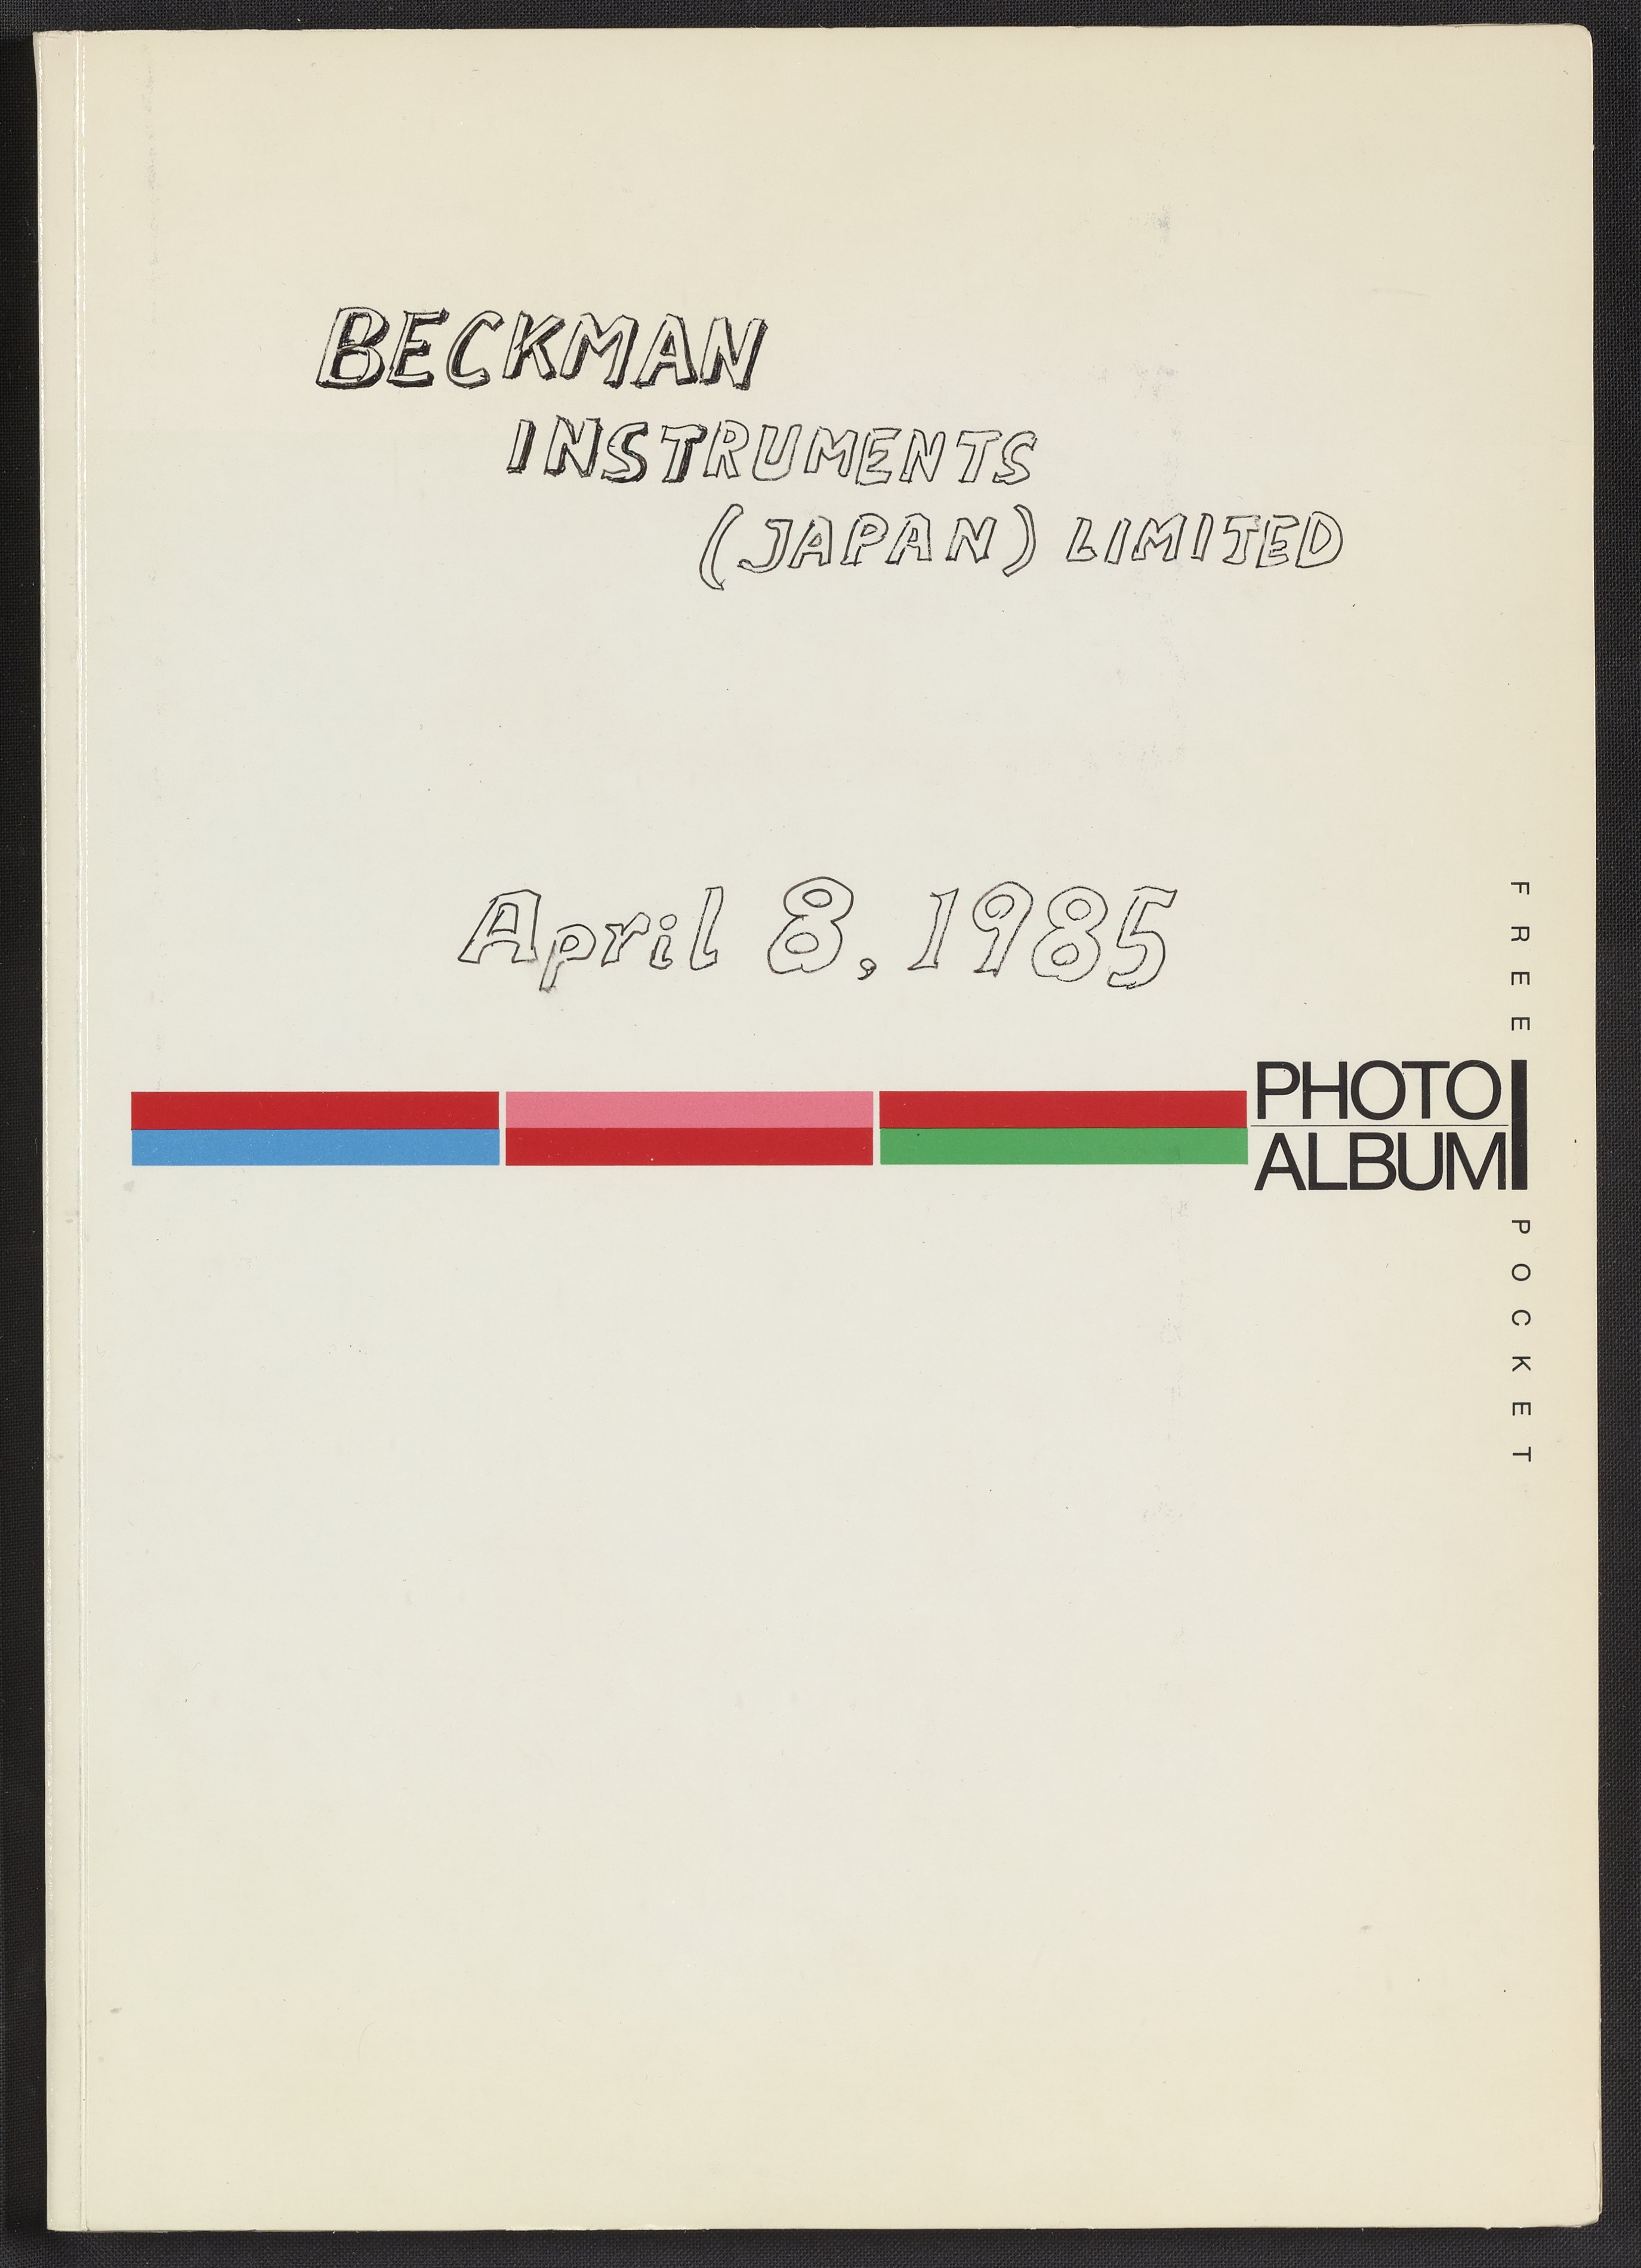 BECKMAN
INSTRUMENTS
(JAPAN) LIMITED
April 8, 1985
FREE
PHOTO
ALBUM
POCKET